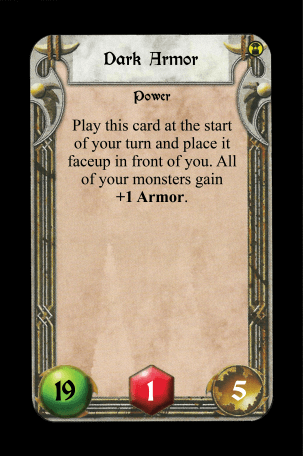 Dark Armor
Power
Play this card at the start
of your turn and place it
faceup in front of you. All
of your monsters gain
+1 Armor.
19 1 5